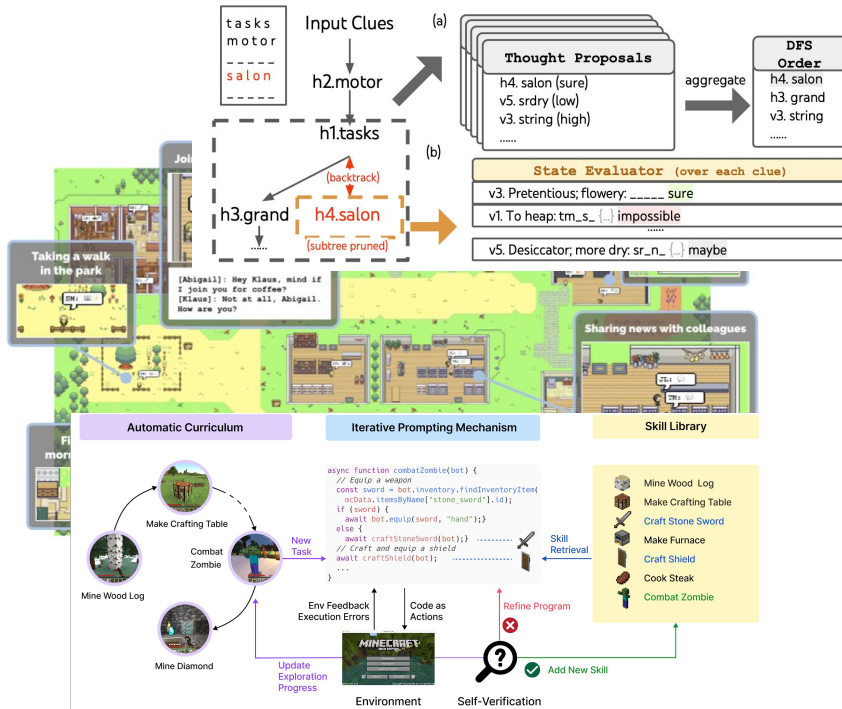 tasks
motor
salon
Input Clues
h2.motor
h1.tasks
(backtrack)
h3.grand
h4.salon
(subtree pruned)
......
(a)
Thought Proposals
h4. salon (sure)
v5. srdry (low)
v3. string (high)
......
aggregate
DFS
Order
h4. salon
h3. grand
v3. string
......
(b)
State Evaluator (over each clue)
v3. Pretentious; flowery: _____ sure
v1. To heap: tm_s_ {...} impossible
......
v5. Desiccator; more dry: sr_n_ {...} maybe
Taking a walk
in the park
[Abigail]: Hey Klaus, mind if
I join you for coffee?
[Klaus]: Not at all, Abigail.
How are you?
Sharing news with colleagues
JL:
TM:
Automatic Curriculum
Iterative Prompting Mechanism
Skill Library
Make Crafting Table
Combat
Zombie
Mine Wood Log
Mine Diamond
New
Task
async function combatZombie(bot) {
// Equip a weapon
const sword = bot.inventory.findInventoryItem(
mcData.itemsByName["stone_sword"].id);
if (sword) {
await bot.equip(sword, "hand");}
else {
await craftStoneSword(bot);}
// Craft and equip a shield
await craftShield(bot);
...
}
Skill
Retrieval
Mine Wood Log
Make Crafting Table
Craft Stone Sword
Make Furnace
Craft Shield
Cook Steak
Combat Zombie
Env Feedback
Execution Errors
Code as
Actions
Refine Program
Update
Exploration
Progress
MINECRAFT
Environment
Self-Verification
Add New Skill